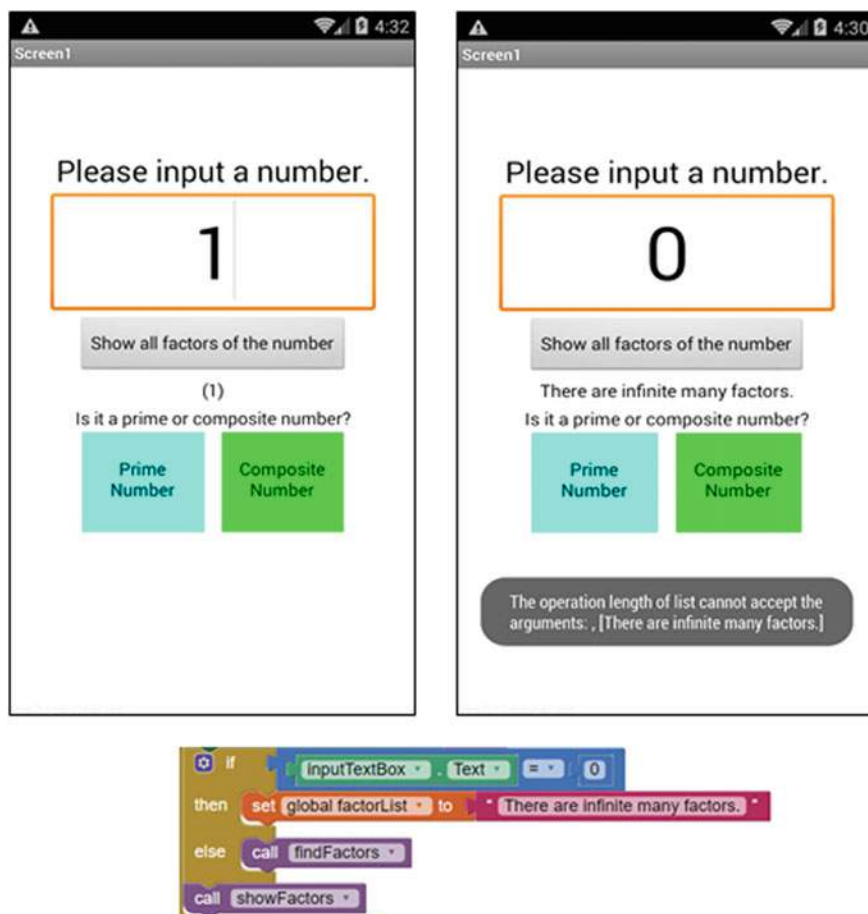 4:32
Screen1
Please input a number.
1
Show all factors of the number
(1)
Is it a prime or composite number?
Prime
Number
Composite
Number
4:30
Screen1
Please input a number.
0
Show all factors of the number
There are infinite many factors.
Is it a prime or composite number?
Prime
Number
Composite
Number
The operation length of list cannot accept the
arguments: , [There are infinite many factors.]
if inputTextBox . Text = 0
then set global factorList to " There are infinite many factors. "
else call findFactors
call showFactors